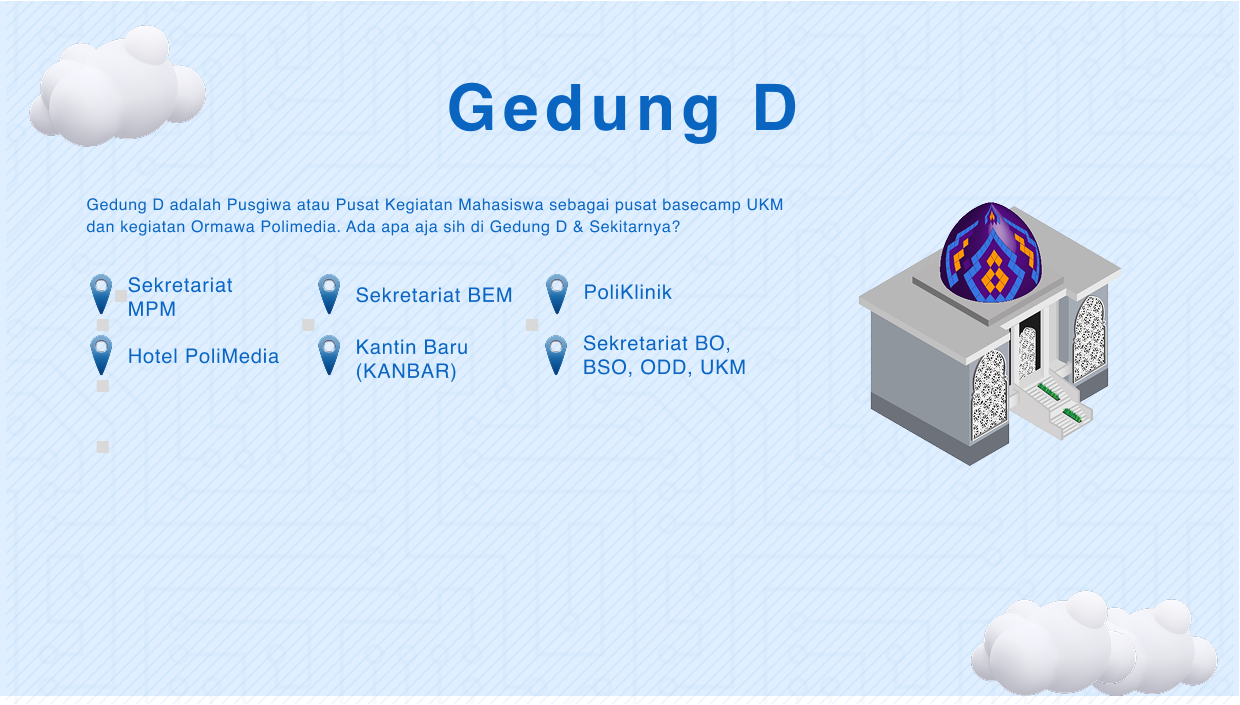 Gedung D
Gedung D adalah Pusgiwa atau Pusat Kegiatan Mahasiswa sebagai pusat basecamp UKM
dan kegiatan Ormawa Polimedia. Ada apa aja sih di Gedung D & Sekitarnya?
Sekretariat
MPM
Sekretariat BEM
PoliKlinik
Hotel PoliMedia
Kantin Baru
(KANBAR)
Sekretariat BO,
BSO, ODD, UKM